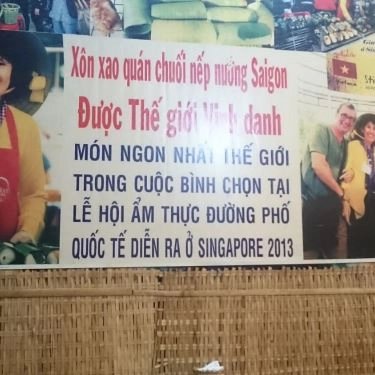 Xôn xao quán chuối nếp nướng Saigon
Được Thế giới Vinh danh
MÓN NGON NHẤT THẾ GIỚI
TRONG CUỘC BÌNH CHỌN TẠI
LỄ HỘI ẨM THỰC ĐƯỜNG PHỐ
QUỐC TẾ DIỄN RA Ở SINGAPORE 2013